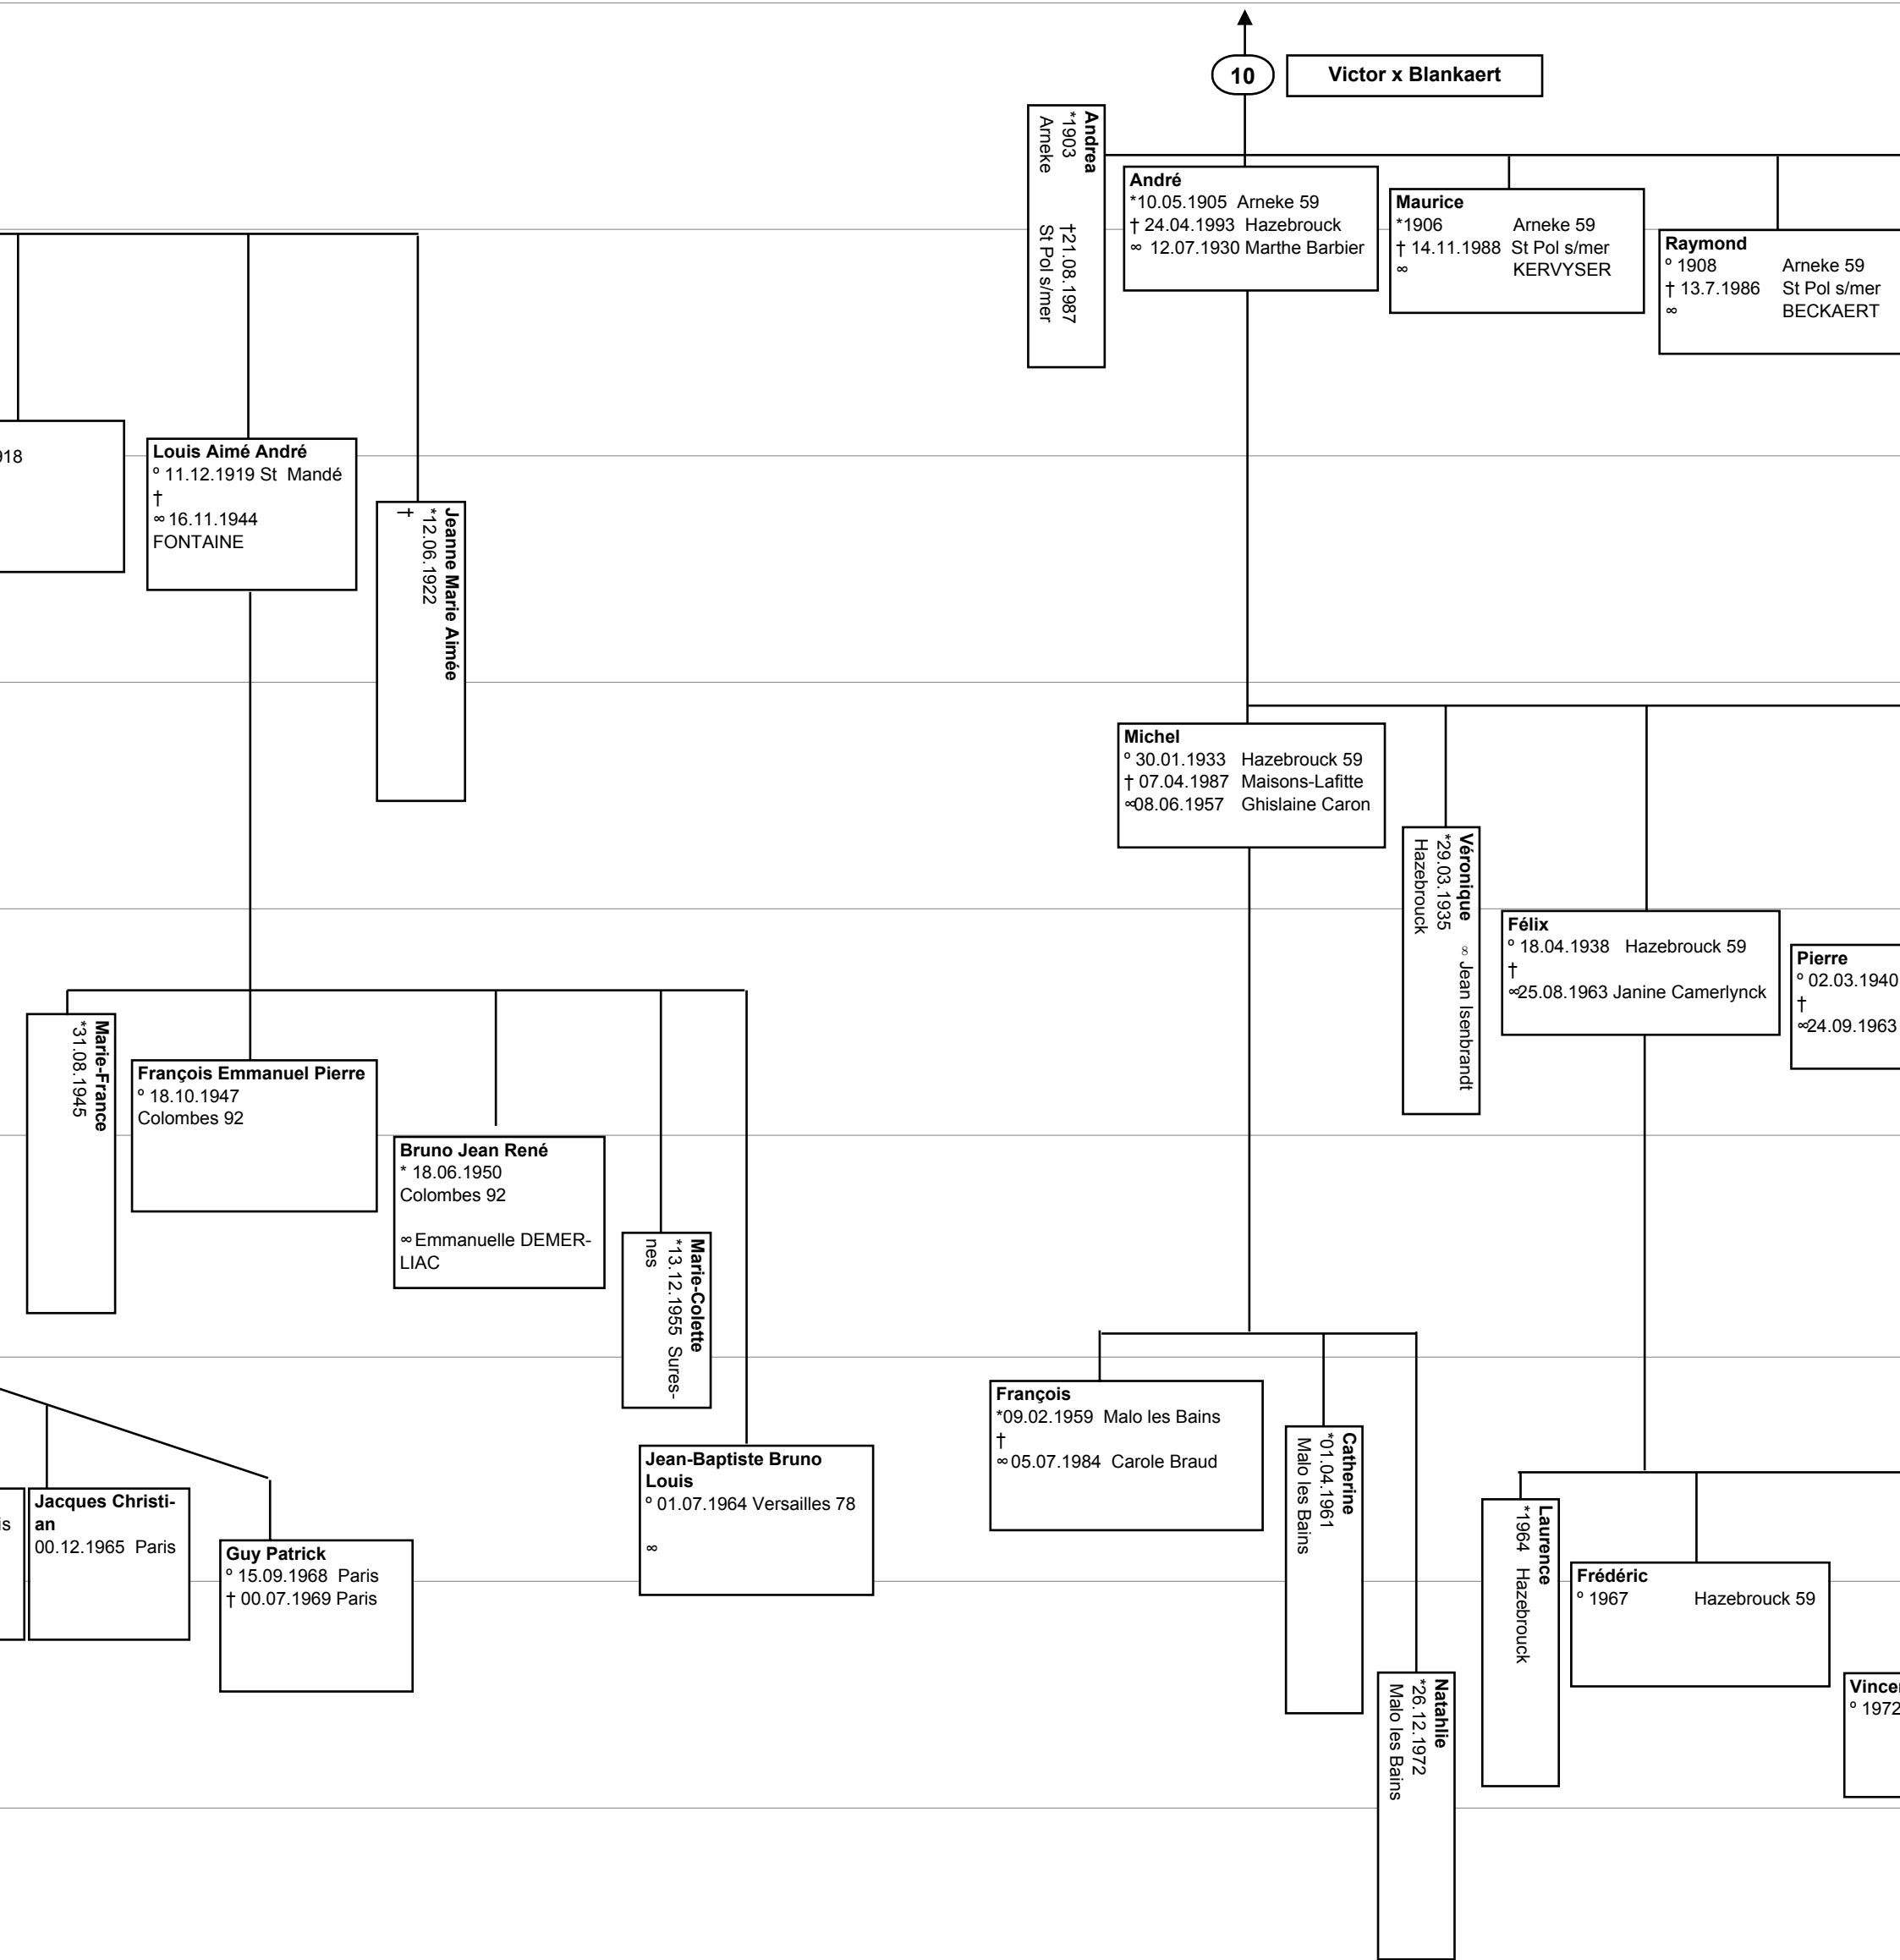 10
Victor x Blankaert
Andrea
*1903 †21.08.1987
Arneke St Pol s/mer
André
*10.05.1905 Arneke 59
† 24.04.1993 Hazebrouck
∞ 12.07.1930 Marthe Barbier
Maurice
*1906 Arneke 59
† 14.11.1988 St Pol s/mer
∞ KERVYSER
Raymond
º 1908 Arneke 59
† 13.7.1986 St Pol s/mer
∞ BECKAERT
918
Louis Aimé André
º 11.12.1919 St Mandé
†
∞ 16.11.1944
FONTAINE
Jeanne Marie Aimée
*12.06.1922
†
Michel
º 30.01.1933 Hazebrouck 59
† 07.04.1987 Maisons-Lafitte
∞08.06.1957 Ghislaine Caron
Véronique ∞ Jean Isenbrandt
*29.03.1935
Hazebrouck
Félix
º 18.04.1938 Hazebrouck 59
†
∞25.08.1963 Janine Camerlynck
Pierre
º 02.03.1940
†
∞24.09.1963
Marie-France
*31.08.1945
François Emmanuel Pierre
º 18.10.1947
Colombes 92
Bruno Jean René
* 18.06.1950
Colombes 92
∞ Emmanuelle DEMER-
LIAC
Marie-Colette
*13.12.1955 Sures-
nes
Jean-Baptiste Bruno
Louis
º 01.07.1964 Versailles 78
∞
François
*09.02.1959 Malo les Bains
†
∞ 05.07.1984 Carole Braud
Catherine
*01.04.1961
Malo les Bains
Natahlie
*26.12.1972
Malo les Bains
Laurence
*1964 Hazebrouck
Frédéric
º 1967 Hazebrouck 59
Vincen
º 1972
is
Jacques Christi-
an
00.12.1965 Paris
Guy Patrick
º 15.09.1968 Paris
† 00.07.1969 Paris